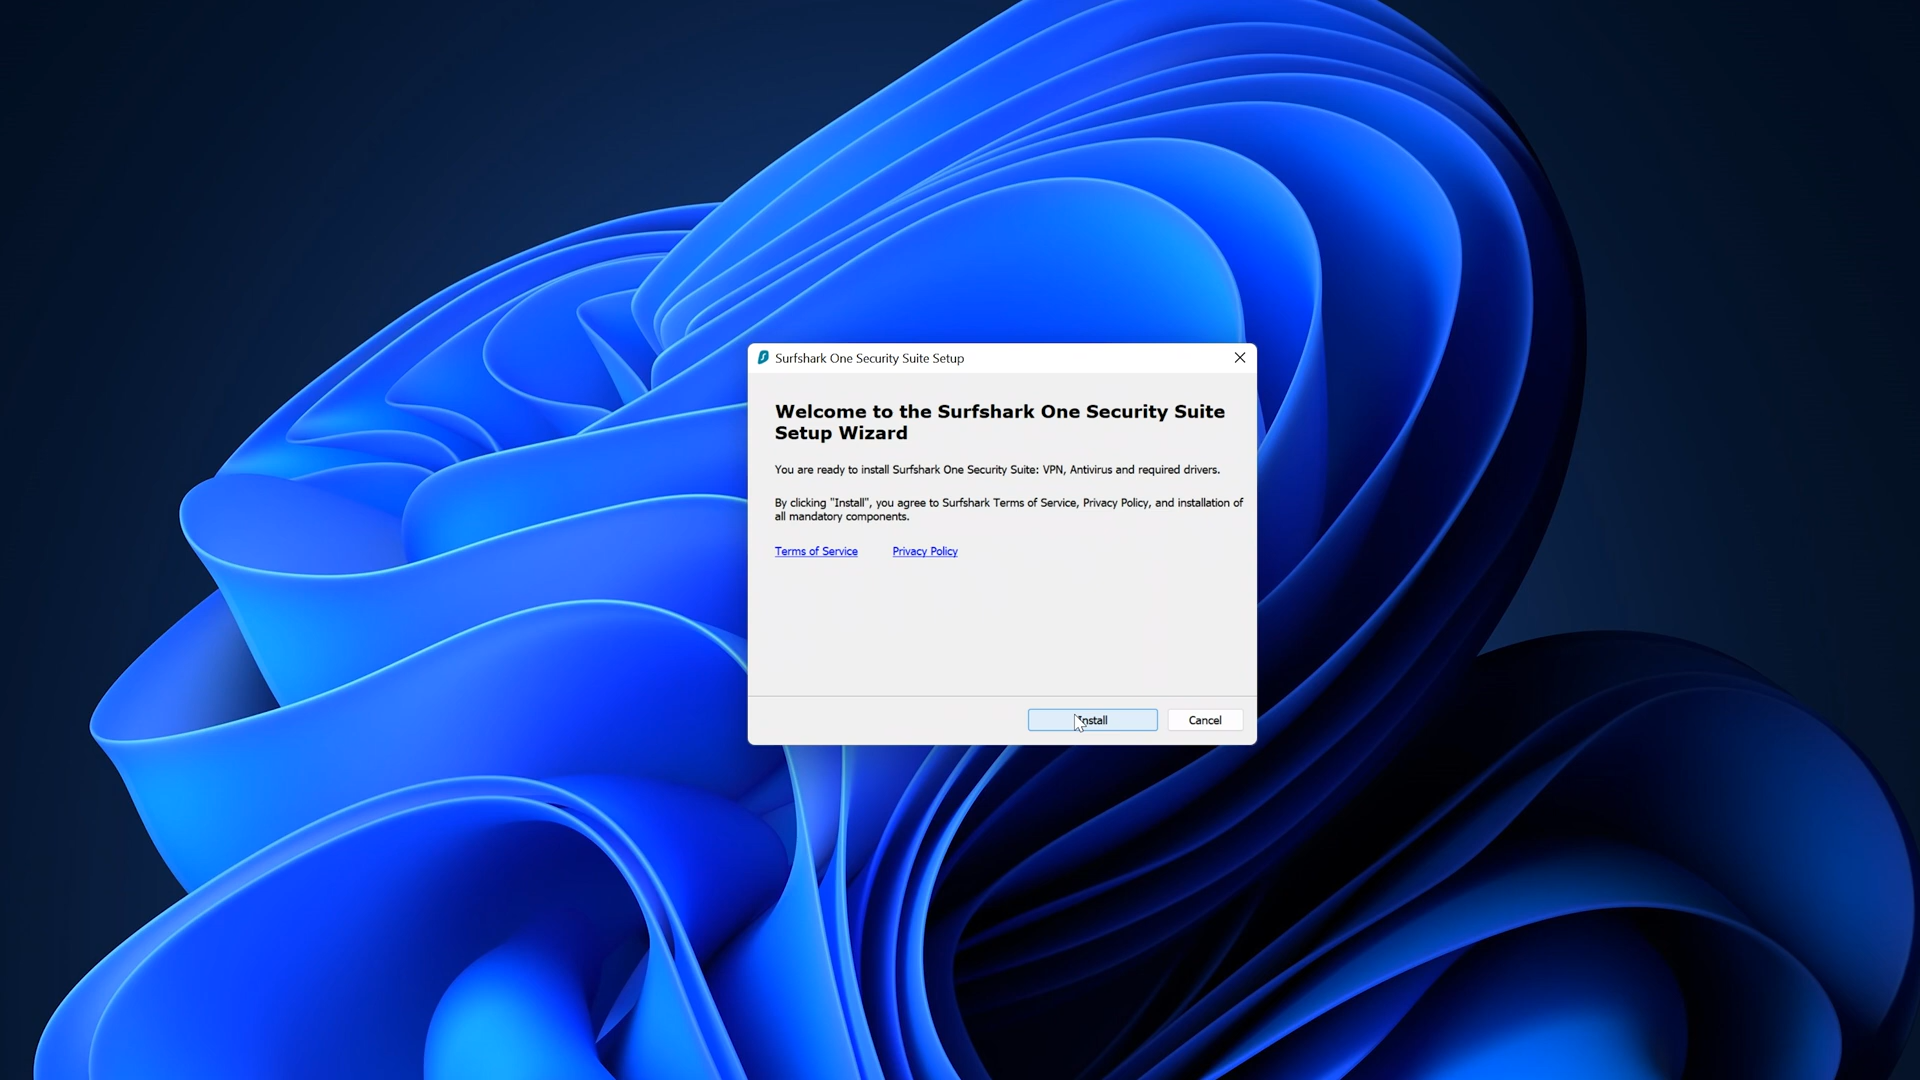 Surfshark One Security Suite Setup
Welcome to the Surfshark One Security Suite
Setup Wizard
You are ready to install Surfshark One Security Suite: VPN, Antivirus and required drivers.
By clicking "Install", you agree to Surfshark Terms of Service, Privacy Policy, and installation of
all mandatory components.
Terms of Service Privacy Policy
Install Cancel